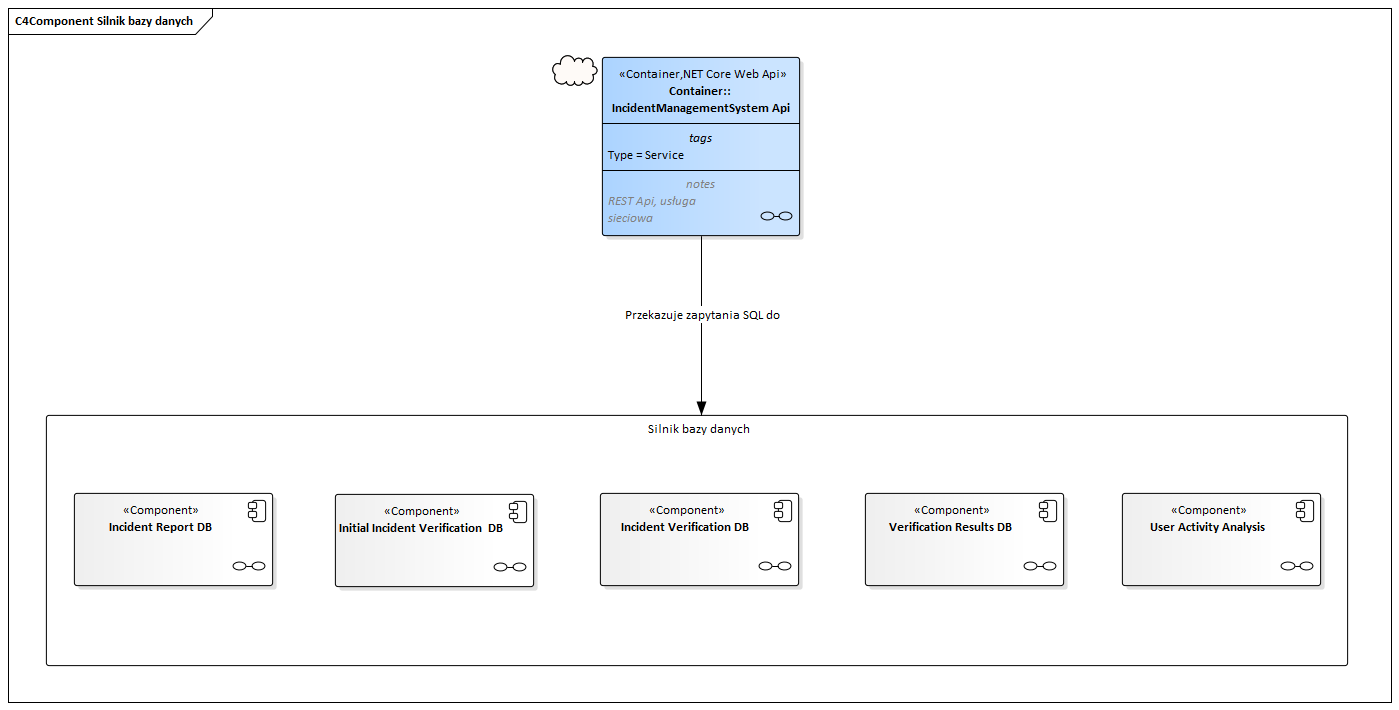 C4Component Silnik bazy danych
«Container,NET Core Web Api»
Container::
IncidentManagementSystem Api
tags
Type = Service
notes
REST Api, usługa
sieciowa
Przekazuje zapytania SQL do
Silnik bazy danych
«Component»
Incident Report DB
«Component»
Initial Incident Verification  DB
«Component»
Incident Verification DB
«Component»
Verification Results DB
«Component»
User Activity Analysis